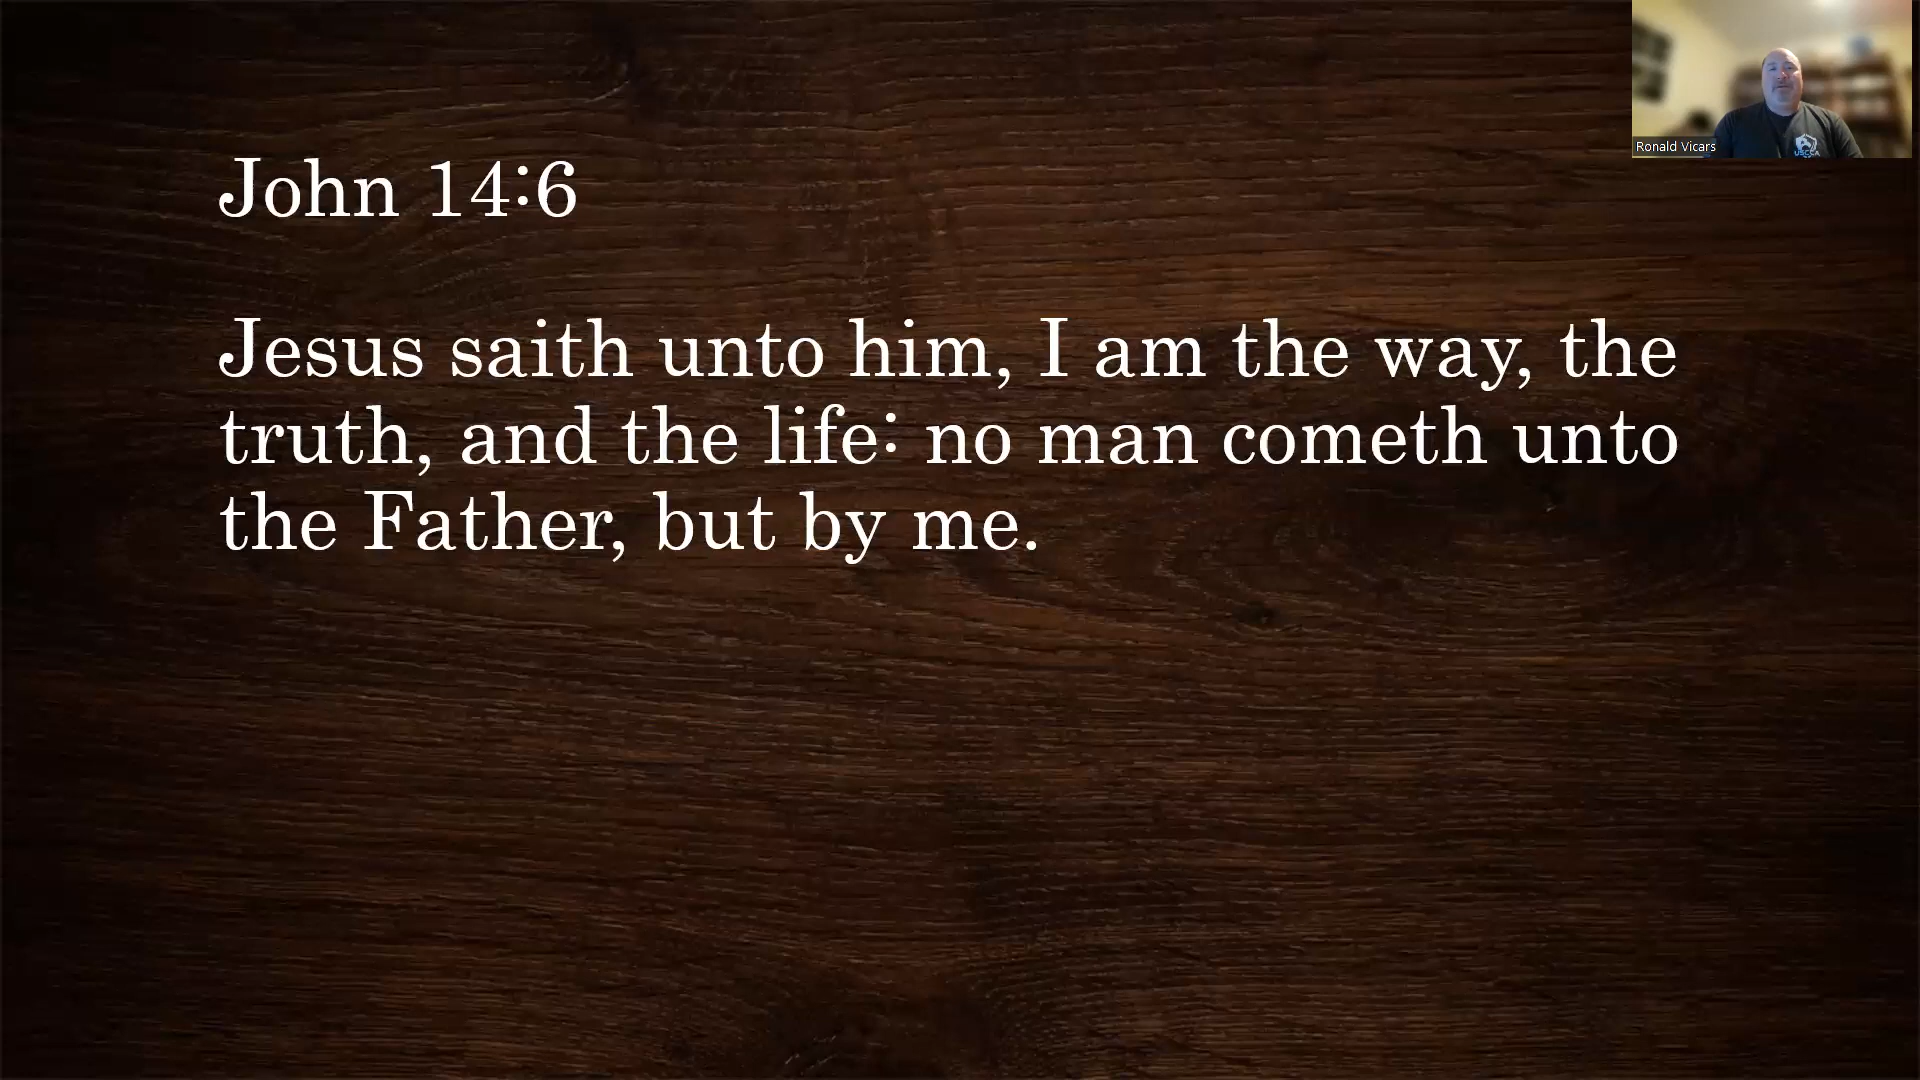 John 14:6
Jesus saith unto him, I am the way, the
truth, and the life: no man cometh unto
the Father, but by me.
Ronald Vicars
USCCA